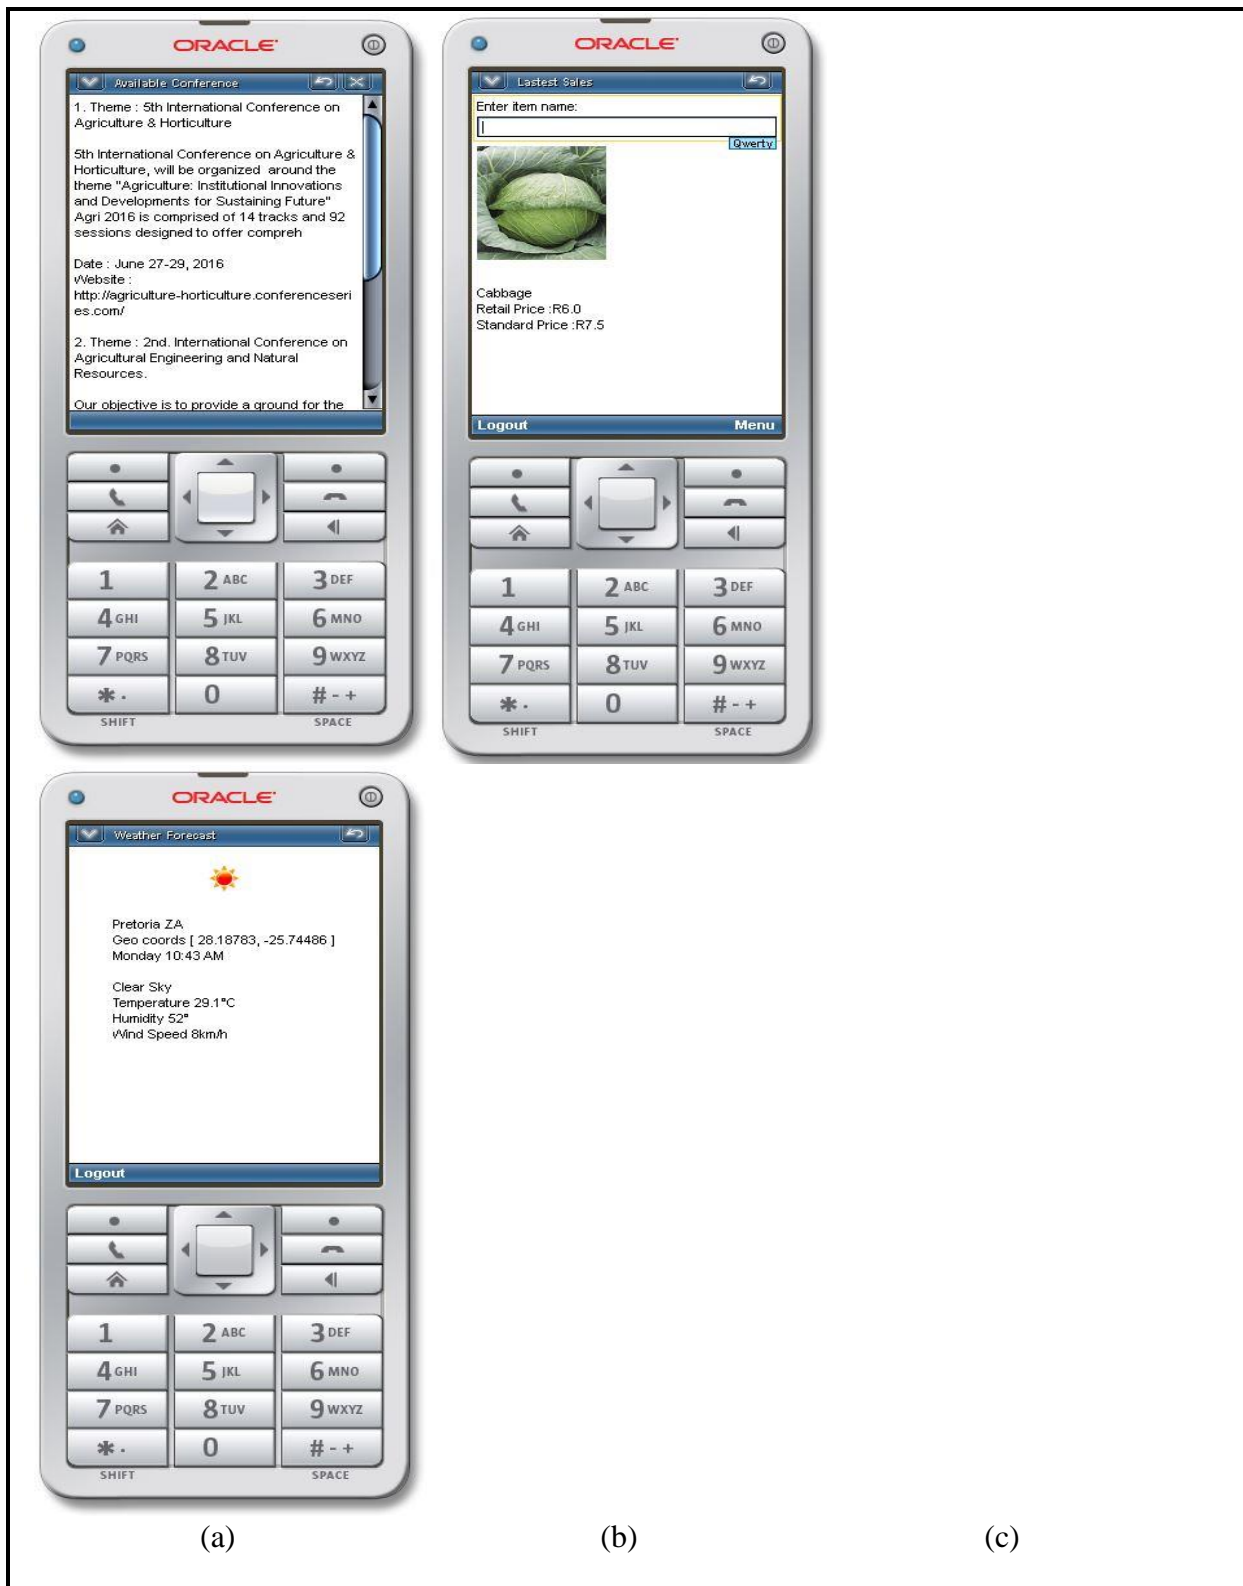 ORACLE
Available Conference
1. Theme : 5th International Conference on
Agriculture & Horticulture
5th International Conference on Agriculture &
Horticulture, will be organized around the
theme "Agriculture: Institutional Innovations
and Developments for Sustaining Future"
Agri 2016 is comprised of 14 tracks and 92
sessions designed to offer compreh
Date : June 27-29, 2016
Website :
http://agriculture-horticulture.conferenceseri
es.com/
2. Theme : 2nd. International Conference on
Agricultural Engineering and Natural
Resources.
Our objective is to provide a ground for the
1 2 ABC 3 DEF
4 GHI 5 JKL 6 MNO
7 PQRS 8 TUV 9 WXYZ
* . 0 # - +
SHIFT SPACE
ORACLE
Lastest Sales
Enter item name:
Qwerty
Cabbage
Retail Price :R6.0
Standard Price :R7.5
Logout Menu
1 2 ABC 3 DEF
4 GHI 5 JKL 6 MNO
7 PQRS 8 TUV 9 WXYZ
* . 0 # - +
SHIFT SPACE
ORACLE
Weather Forecast
Pretoria ZA
Geo coords [ 28.18783, -25.74486 ]
Monday 10:43 AM
Clear Sky
Temperature 29.1°C
Humidity 52°
Wind Speed 8km/h
Logout
1 2 ABC 3 DEF
4 GHI 5 JKL 6 MNO
7 PQRS 8 TUV 9 WXYZ
* . 0 # - +
SHIFT SPACE
(a) (b) (c)